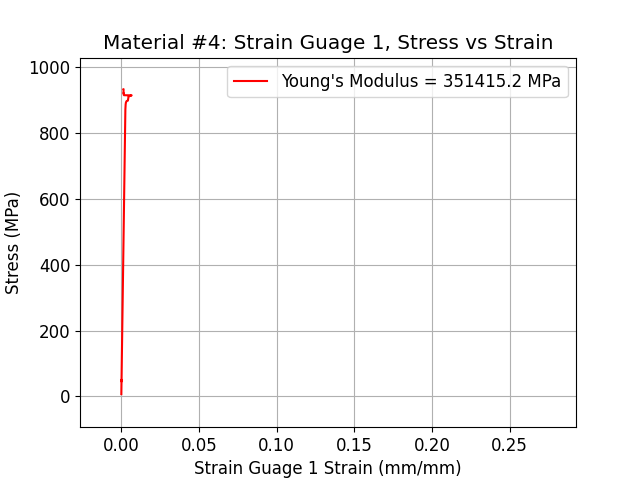 Material #4: Strain Guage 1, Stress vs Strain
Young's Modulus = 351415.2 MPa
1000
800
600
400
200
0
Stress (MPa)
0.00 0.05 0.10 0.15 0.20 0.25
Strain Guage 1 Strain (mm/mm)